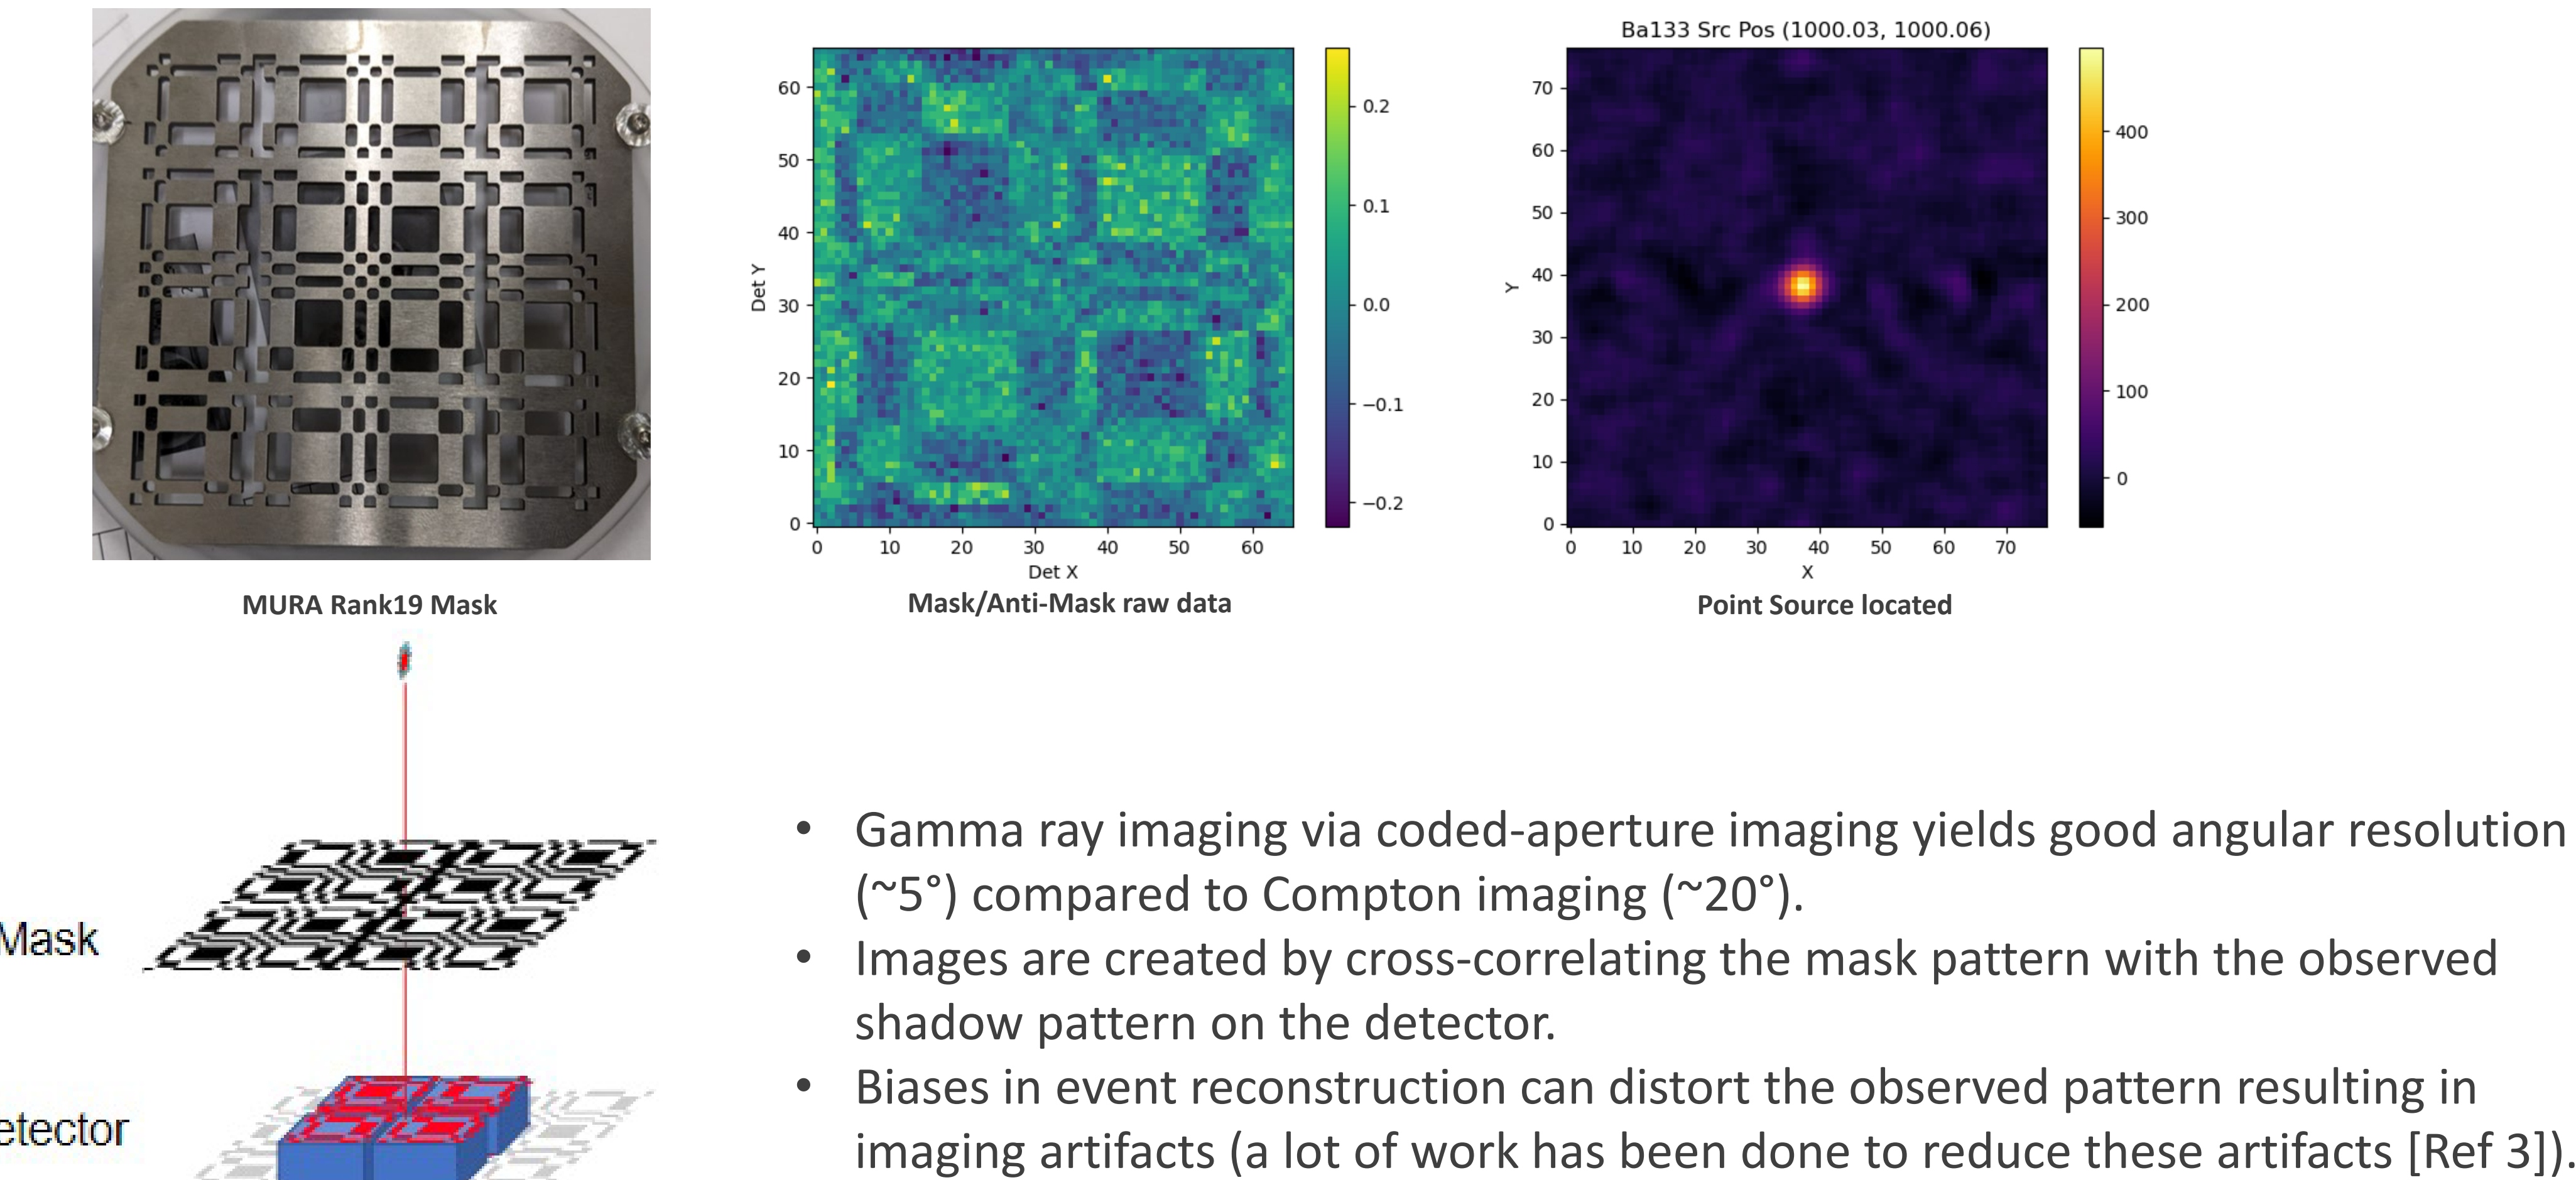 Ba133 Src Pos (1000.03, 1000.06)
60
50
40
30
20
10
0
Det Y
0 10 20 30 40 50 60
Det X
0.2
0.1
0.0
−0.1
−0.2
70
60
50
40
30
20
10
0
Y
0 10 20 30 40 50 60 70
X
400
300
200
100
0
MURA Rank19 Mask
Mask/Anti-Mask raw data
Point Source located
Mask
etector
• Gamma ray imaging via coded-aperture imaging yields good angular resolution
(~5°) compared to Compton imaging (~20°).
• Images are created by cross-correlating the mask pattern with the observed
shadow pattern on the detector.
• Biases in event reconstruction can distort the observed pattern resulting in
imaging artifacts (a lot of work has been done to reduce these artifacts [Ref 3]).